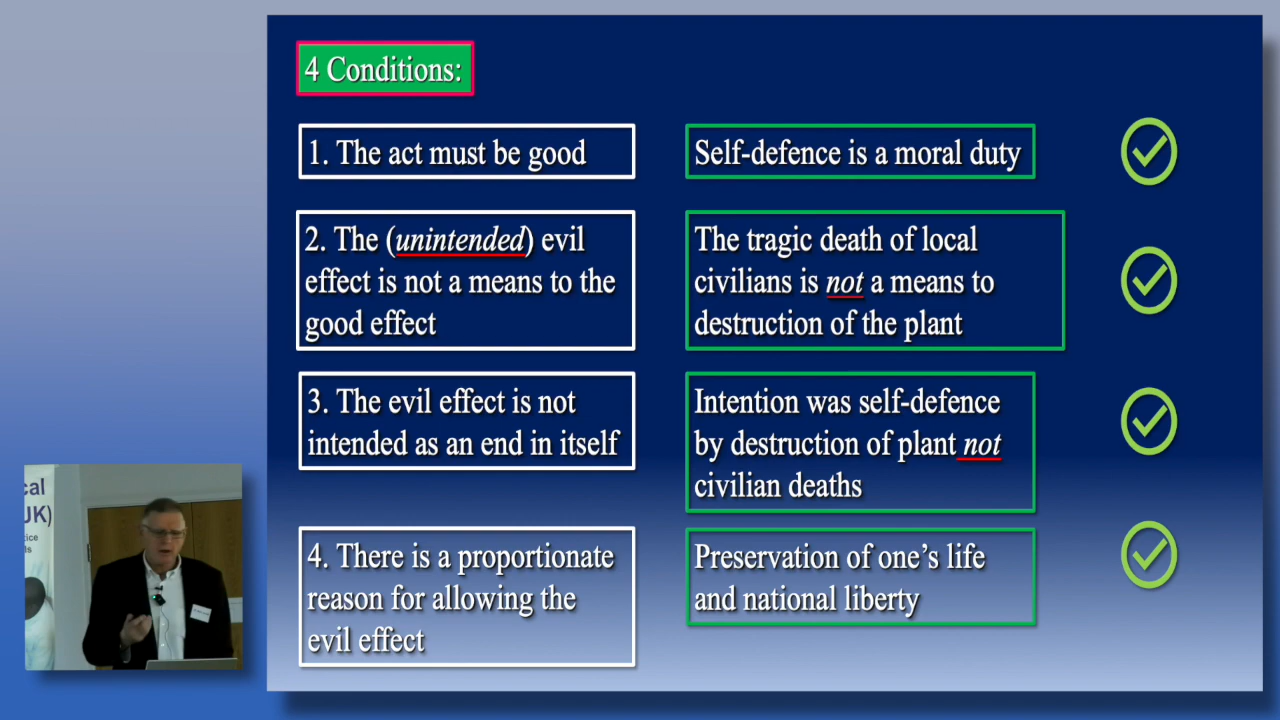 4 Conditions:
1. The act must be good
Self-defence is a moral duty
2. The (unintended) evil
effect is not a means to the
good effect
The tragic death of local
civilians is not a means to
destruction of the plant
3. The evil effect is not
intended as an end in itself
Intention was self-defence
by destruction of plant not
civilian deaths
4. There is a proportionate
reason for allowing the
evil effect
Preservation of one’s life
and national liberty
cal
JK)
tice
ls